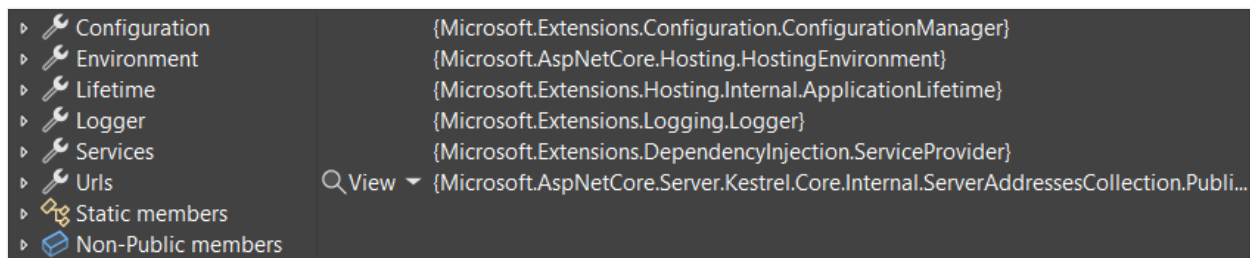 Configuration {Microsoft.Extensions.Configuration.ConfigurationManager}
Environment {Microsoft.AspNetCore.Hosting.HostingEnvironment}
Lifetime {Microsoft.Extensions.Hosting.Internal.ApplicationLifetime}
Logger {Microsoft.Extensions.Logging.Logger}
Services {Microsoft.Extensions.DependencyInjection.ServiceProvider}
Urls View {Microsoft.AspNetCore.Server.Kestrel.Core.Internal.ServerAddressesCollection.Publi...
Static members
Non-Public members